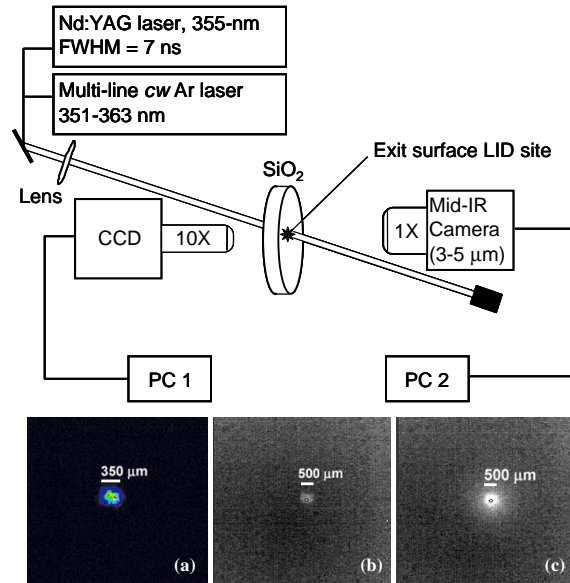 Nd:YAG laser, 355-nm
FWHM = 7 ns
Multi-line cw Ar laser
351-363 nm
Lens
SiO2
Exit surface LID site
CCD
10X
1X
Mid-IR
Camera
(3-5 μm)
PC 1
PC 2
350 μm
(a)
500 μm
(b)
500 μm
(c)